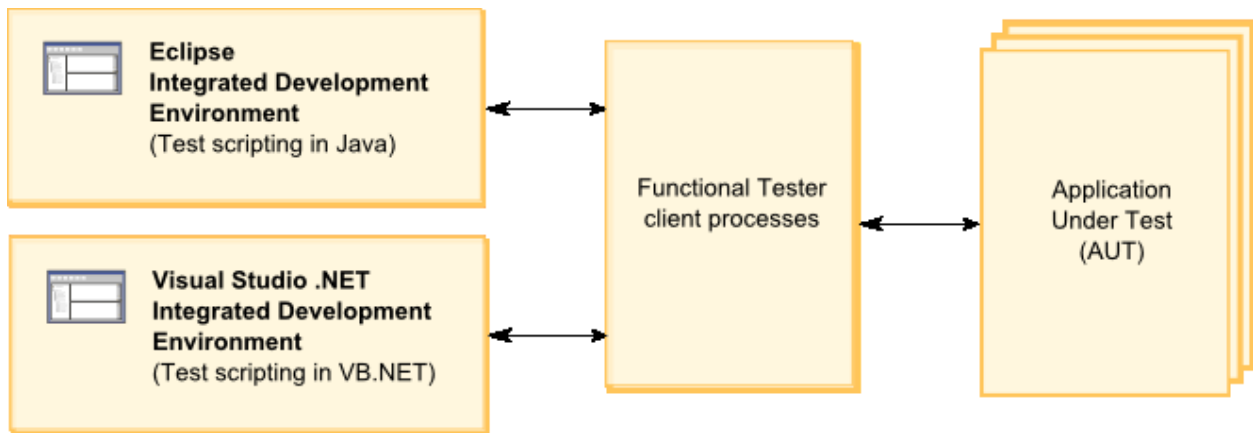 Eclipse
Integrated Development
Environment
(Test scripting in Java)
Visual Studio .NET
Integrated Development
Environment
(Test scripting in VB.NET)
Functional Tester
client processes
Application
Under Test
(AUT)